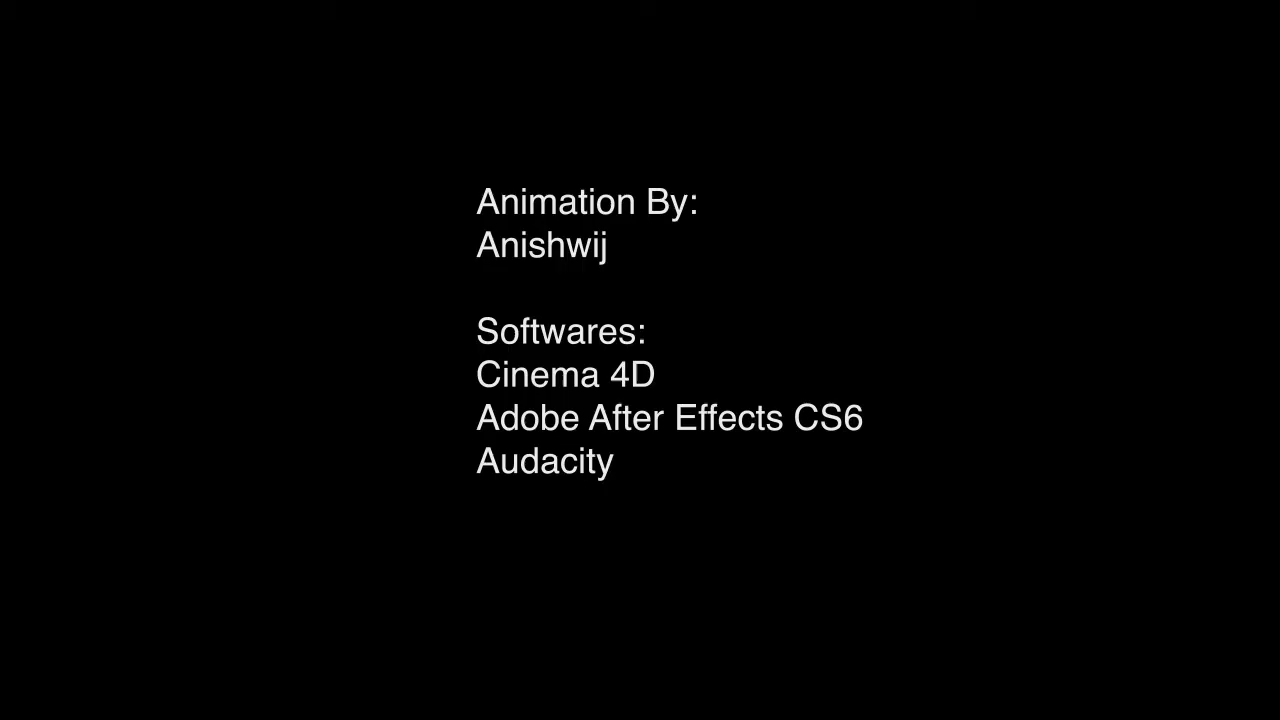 Animation By:
Anishwij
Softwares:
Cinema 4D
Adobe After Effects CS6
Audacity